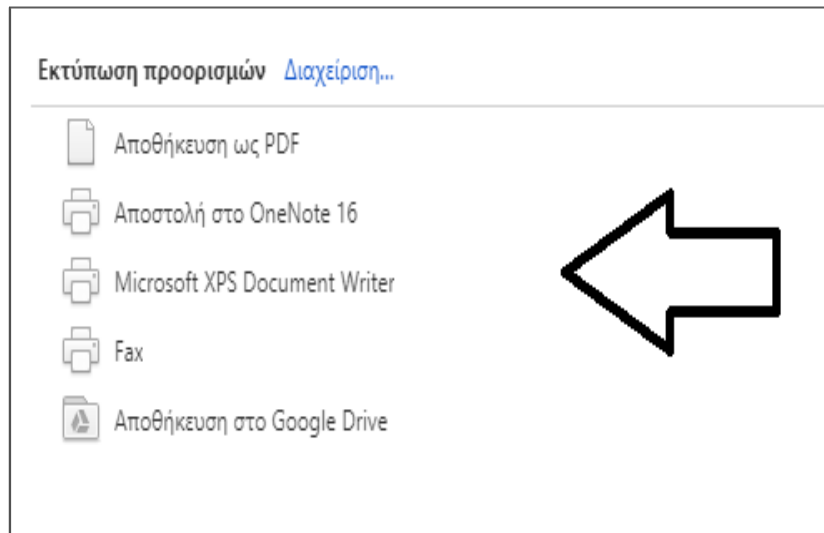 Εκτύπωση προορισμών Διαχείριση...
Αποθήκευση ως PDF
Αποστολή στο OneNote 16
Microsoft XPS Document Writer
Fax
Αποθήκευση στο Google Drive